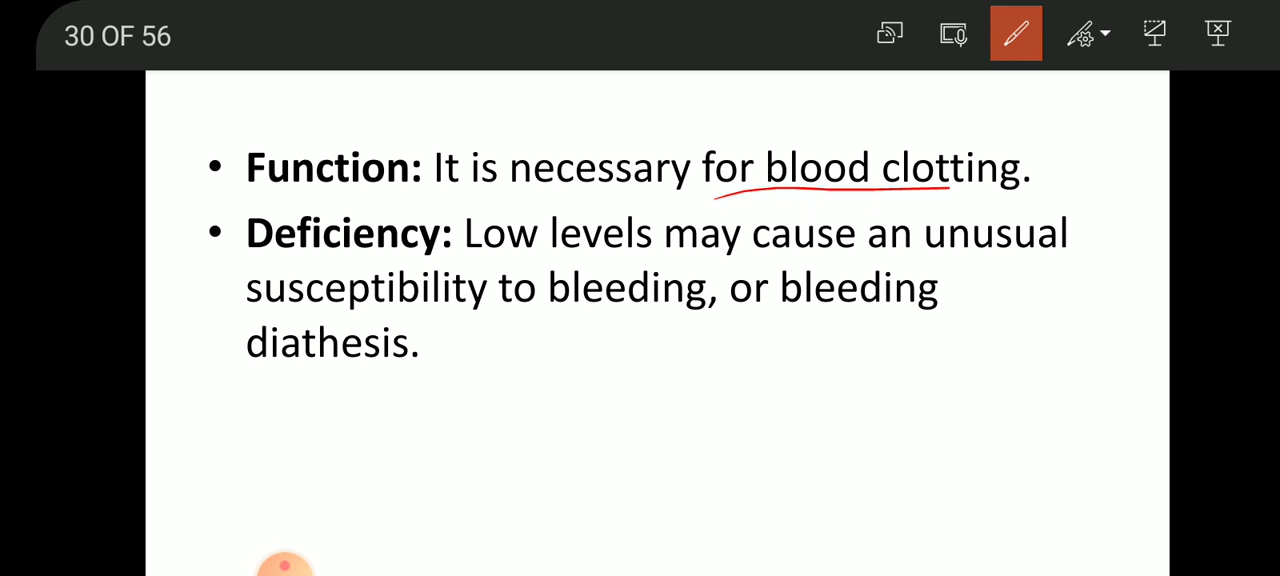 30 OF 56
• Function: It is necessary for blood clotting.
• Deficiency: Low levels may cause an unusual
susceptibility to bleeding, or bleeding
diathesis.